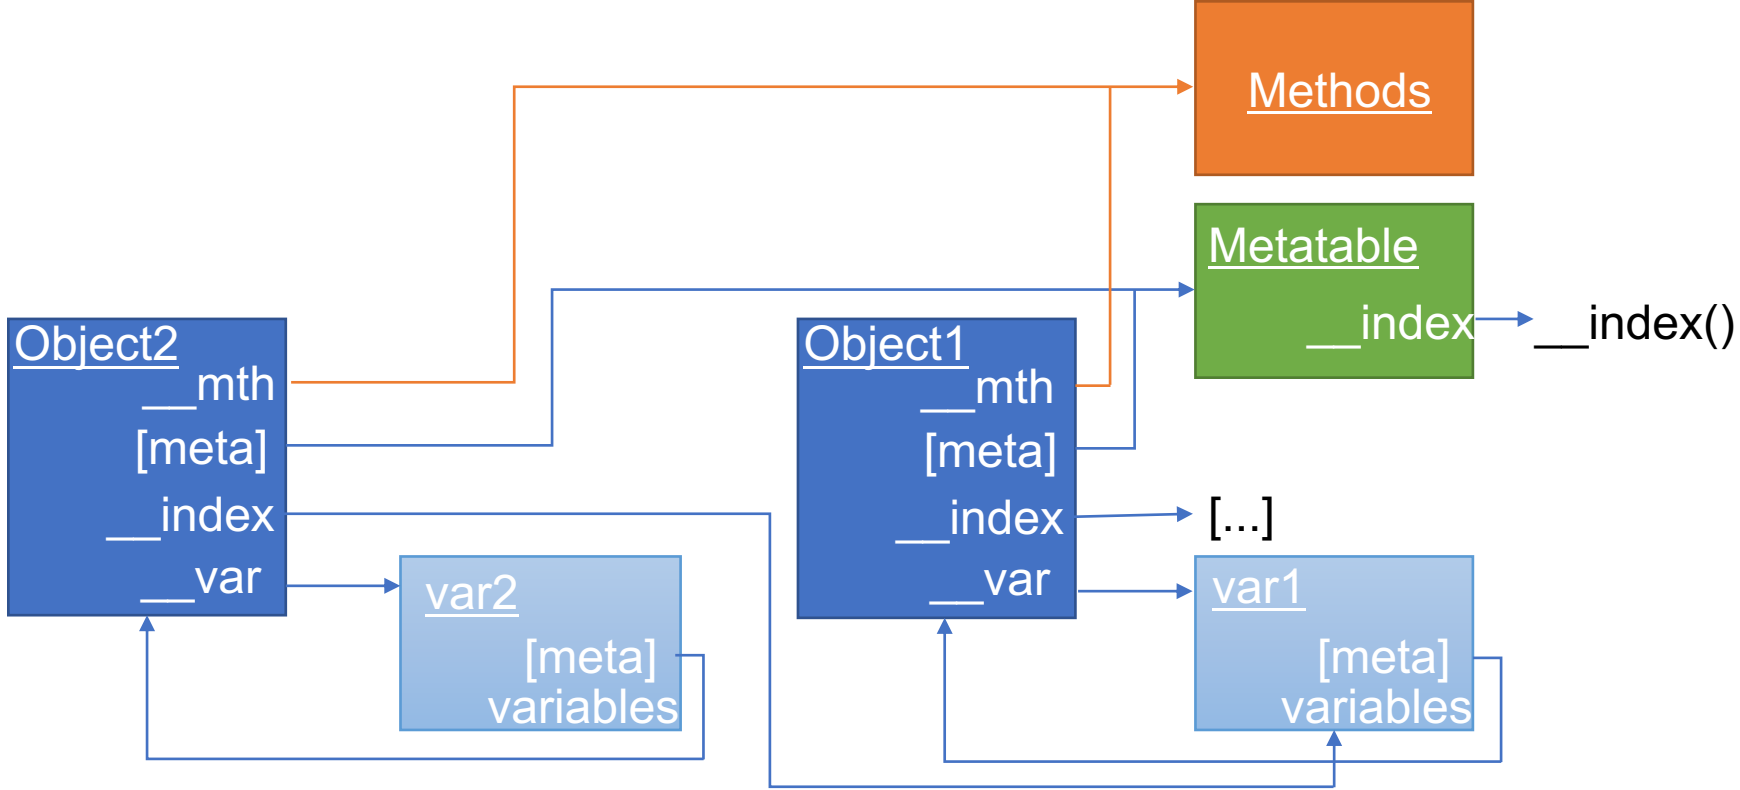 Methods
Metatable
__index
__index()
Object2
__mth
[meta]
__index
__var
var2
[meta]
variables
Object1
__mth
[meta]
__index
[...]
__var
var1
[meta]
variables